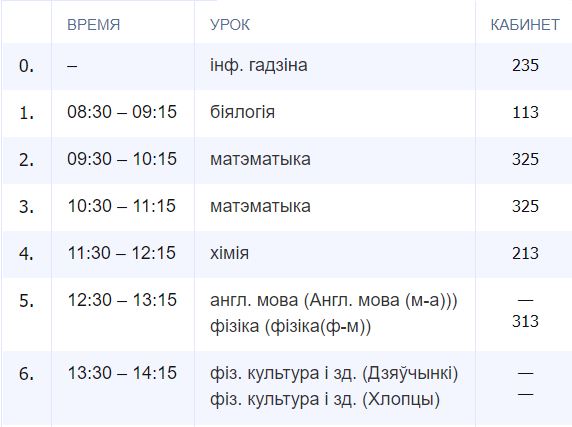 ВРЕМЯ УРОК КАБИНЕТ
0. – інф. гадзіна 235
1. 08:30 – 09:15 біялогія 113
2. 09:30 – 10:15 матэматыка 325
3. 10:30 – 11:15 матэматыка 325
4. 11:30 – 12:15 хімія 213
5. 12:30 – 13:15 англ. мова (Англ. мова (м-а))) —
фізіка (фізіка(ф-м)) 313
6. 13:30 – 14:15 фіз. культура і зд. (Дзяўчынкі) —
фіз. культура і зд. (Хлопцы) —